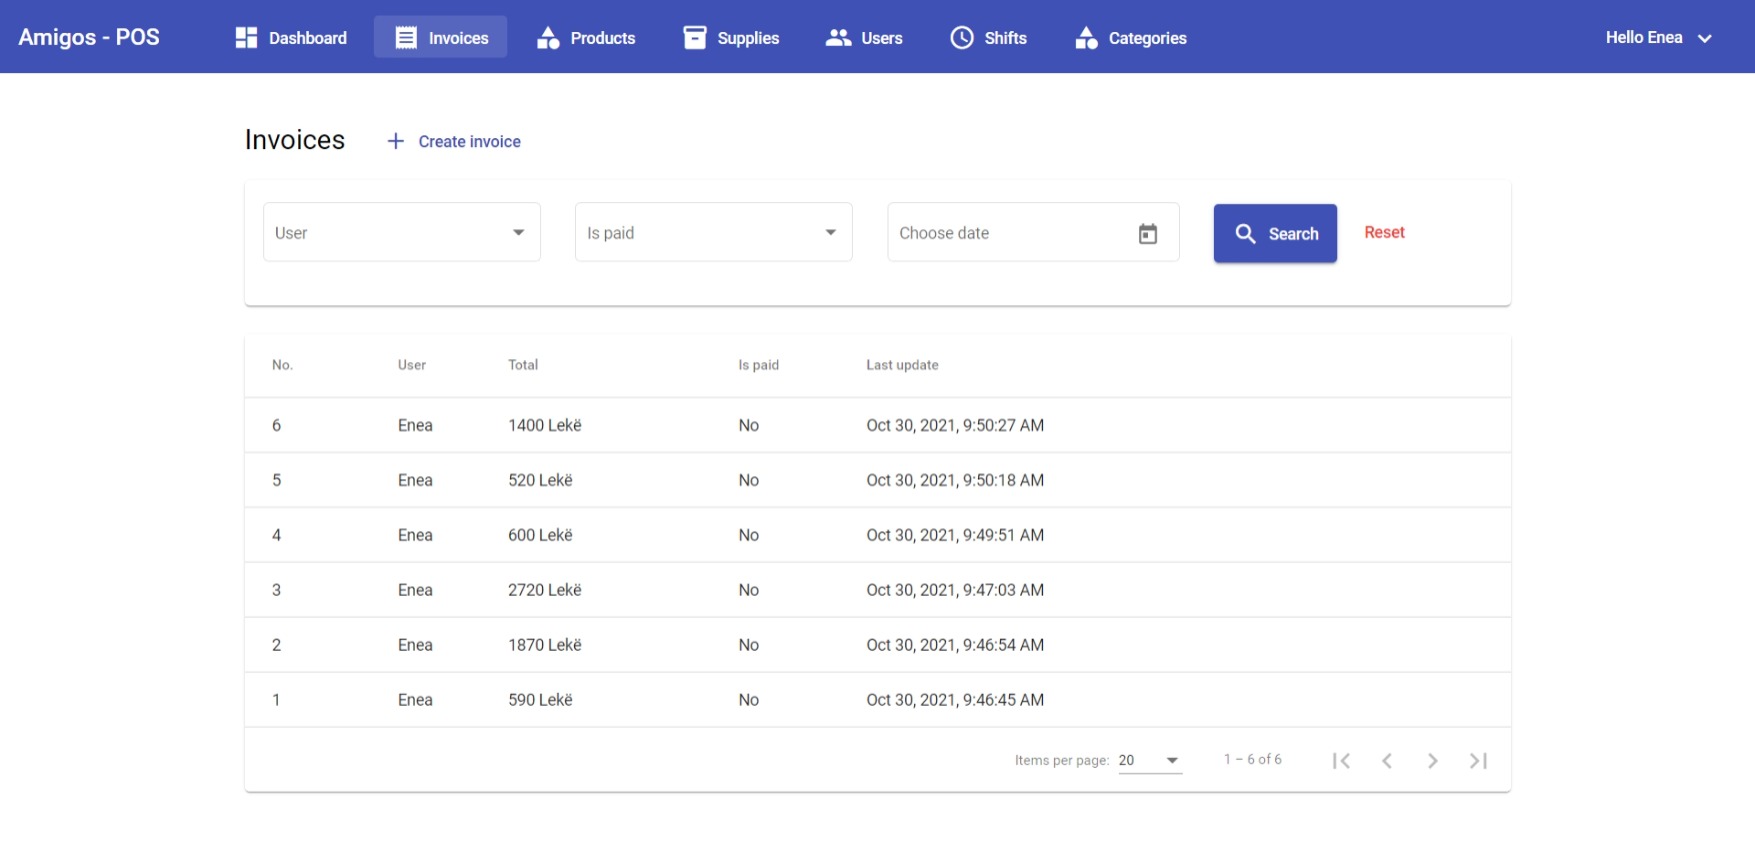 Amigos - POS Dashboard Invoices Products Supplies Users Shifts Categories Hello Enea
Invoices Create invoice
User Is paid Choose date Search Reset
No. User Total Is paid Last update
6 Enea 1400 Lekë No Oct 30, 2021, 9:50:27 AM
5 Enea 520 Lekë No Oct 30, 2021, 9:50:18 AM
4 Enea 600 Lekë No Oct 30, 2021, 9:49:51 AM
3 Enea 2720 Lekë No Oct 30, 2021, 9:47:03 AM
2 Enea 1870 Lekë No Oct 30, 2021, 9:46:54 AM
1 Enea 590 Lekë No Oct 30, 2021, 9:46:45 AM
Items per page: 20 1 – 6 of 6